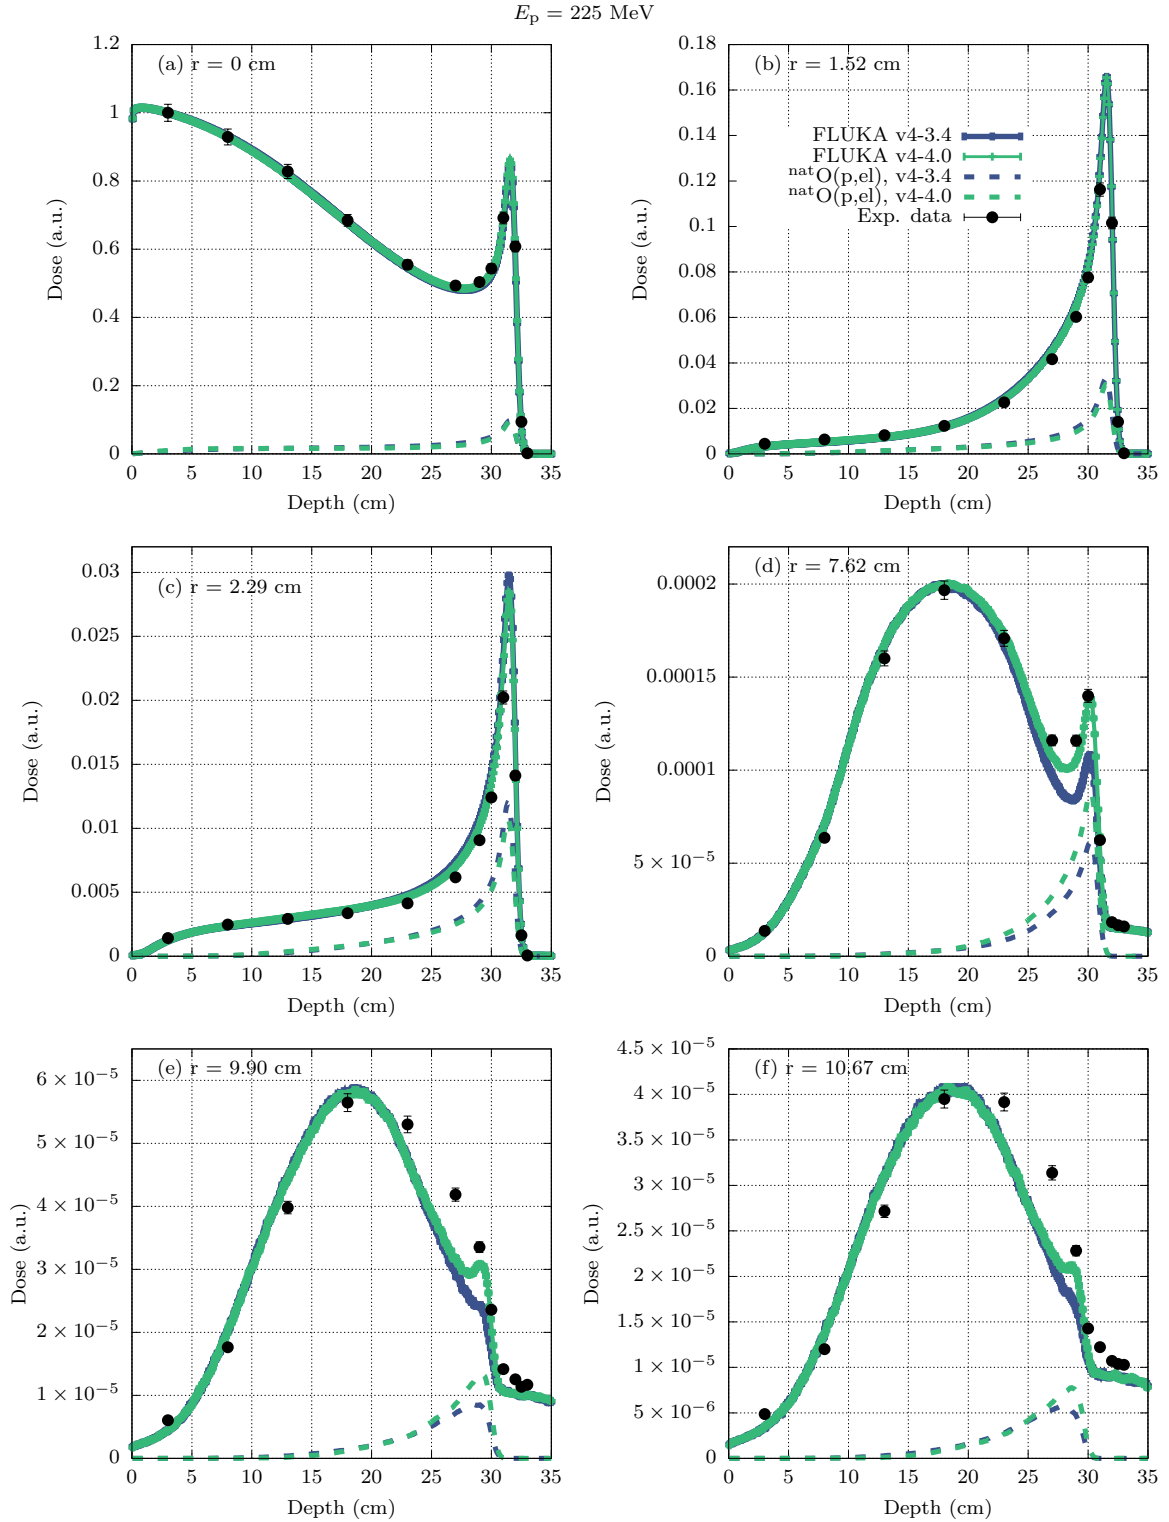 E_p = 225 MeV
(a) r = 0 cm
Dose (a.u.)
1.2
1
0.8
0.6
0.4
0.2
0
0 5 10 15 20 25 30 35
Depth (cm)
(b) r = 1.52 cm
FLUKA v4-3.4
FLUKA v4-4.0
natO(p,el), v4-3.4
natO(p,el), v4-4.0
Exp. data
Dose (a.u.)
0.18
0.16
0.14
0.12
0.1
0.08
0.06
0.04
0.02
0
0 5 10 15 20 25 30 35
Depth (cm)
(c) r = 2.29 cm
Dose (a.u.)
0.03
0.025
0.02
0.015
0.01
0.005
0
0 5 10 15 20 25 30 35
Depth (cm)
(d) r = 7.62 cm
Dose (a.u.)
0.0002
0.00015
0.0001
5 × 10⁻⁵
0
0 5 10 15 20 25 30 35
Depth (cm)
(e) r = 9.90 cm
Dose (a.u.)
6 × 10⁻⁵
5 × 10⁻⁵
4 × 10⁻⁵
3 × 10⁻⁵
2 × 10⁻⁵
1 × 10⁻⁵
0
0 5 10 15 20 25 30 35
Depth (cm)
(f) r = 10.67 cm
Dose (a.u.)
4.5 × 10⁻⁵
4 × 10⁻⁵
3.5 × 10⁻⁵
3 × 10⁻⁵
2.5 × 10⁻⁵
2 × 10⁻⁵
1.5 × 10⁻⁵
1 × 10⁻⁵
5 × 10⁻⁶
0
0 5 10 15 20 25 30 35
Depth (cm)